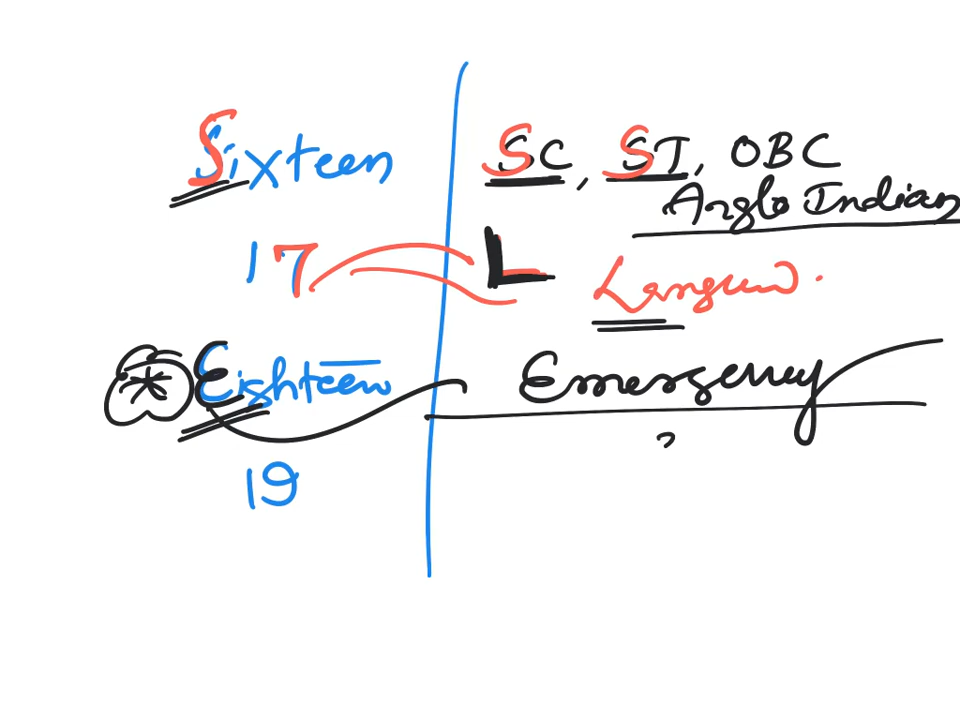 Sixteen SC, ST, OBC
Anglo Indian
17 L
Eighteen Emergency
?
19